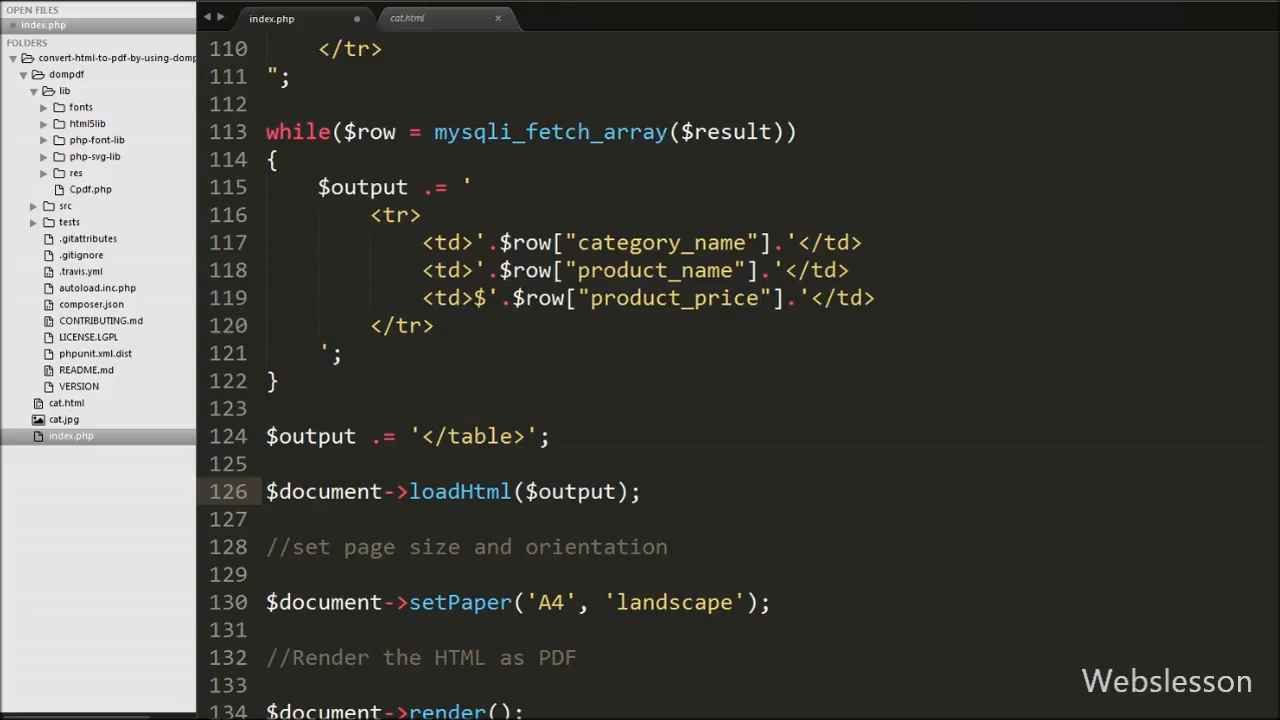 OPEN FILES
index.php
FOLDERS
convert-html-to-pdf-by-using-domp
dompdf
lib
fonts
html5lib
php-font-lib
php-svg-lib
res
Cpdf.php
src
tests
.gitattributes
.gitignore
.travis.yml
autoload.inc.php
composer.json
CONTRIBUTING.md
LICENSE.LGPL
phpunit.xml.dist
README.md
VERSION
cat.html
cat.jpg
index.php
index.php cat.html
110 </tr>
111 ";
112
113 while($row = mysqli_fetch_array($result))
114 {
115 $output .= '
116 <tr>
117 <td>'.$row["category_name"].'</td>
118 <td>'.$row["product_name"].'</td>
119 <td>$'.$row["product_price"].'</td>
120 </tr>
121 ';
122 }
123
124 $output .= '</table>';
125
126 $document->loadHtml($output);
127
128 //set page size and orientation
129
130 $document->setPaper('A4', 'landscape');
131
132 //Render the HTML as PDF
133
134 $document->render();
Webslesson